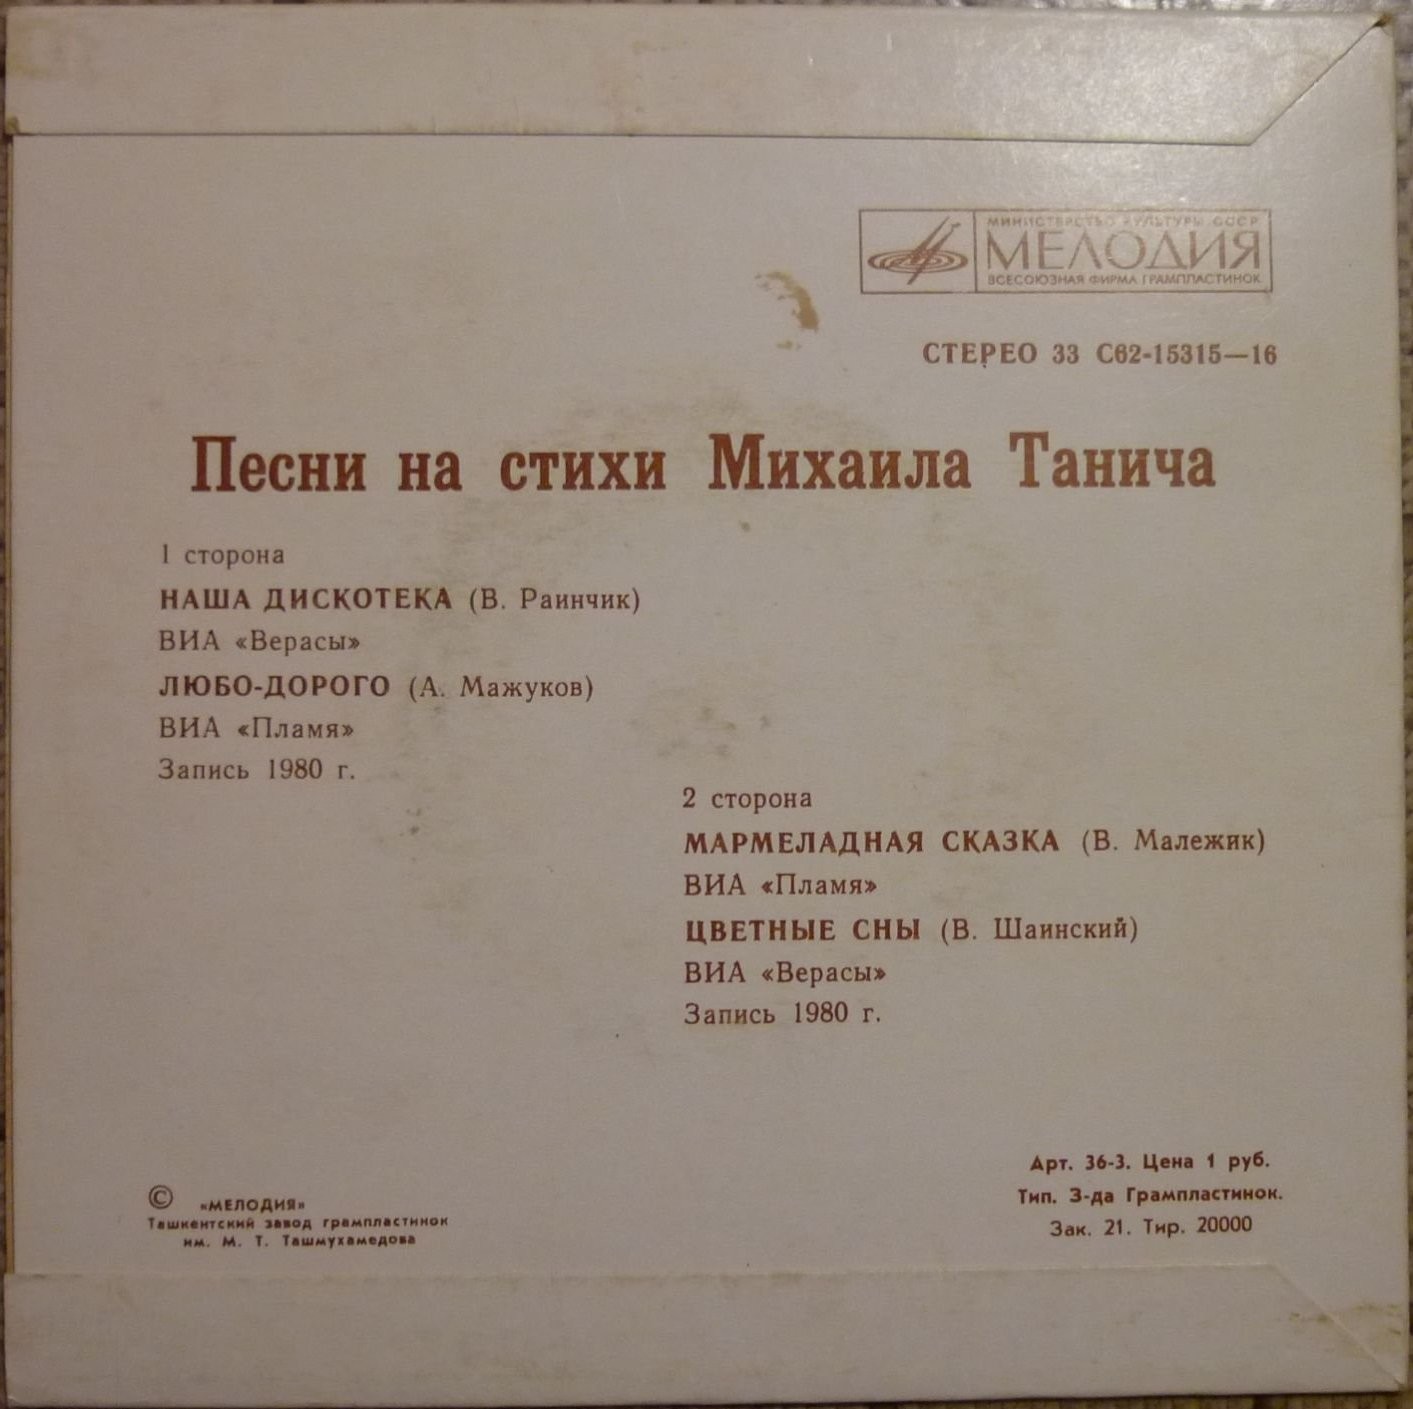 МИНИСТЕРСТВО КУЛЬТУРЫ СССР
МЕЛОДИЯ
ВСЕСОЮЗНАЯ ФИРМА ГРАМПЛАСТИНОК
СТЕРЕО 33 С62-15315—16
Песни на стихи Михаила Танича
1 сторона
НАША ДИСКОТЕКА (В. Раинчик)
ВИА «Верасы»
ЛЮБО-ДОРОГО (А. Мажуков)
ВИА «Пламя»
Запись 1980 г.
2 сторона
МАРМЕЛАДНАЯ СКАЗКА (В. Малежик)
ВИА «Пламя»
ЦВЕТНЫЕ СНЫ (В. Шаинский)
ВИА «Верасы»
Запись 1980 г.
© «МЕЛОДИЯ»
Ташкентский завод грампластинок
им. М. Т. Ташмухамедова
Арт. 36-3. Цена 1 руб.
Тип. З-да Грампластинок.
Зак. 21. Тир. 20000